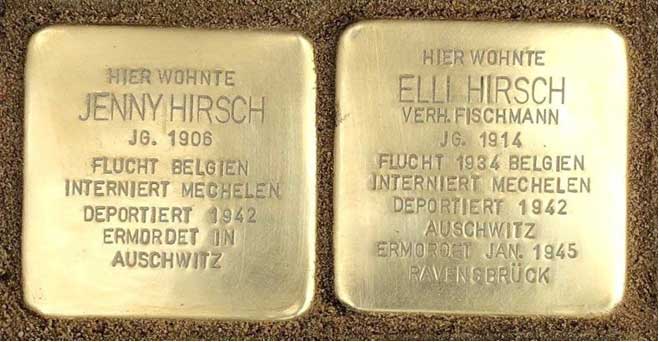 HIER WOHNTE
JENNY HIRSCH
JG. 1906
FLUCHT BELGIEN
INTERNIERT MECHELEN
DEPORTIERT 1942
ERMORDET IN
AUSCHWITZ
HIER WOHNTE
ELLI HIRSCH
VERH. FISCHMANN
JG. 1914
FLUCHT 1934 BELGIEN
INTERNIERT MECHELEN
DEPORTIERT 1942
AUSCHWITZ
ERMORDET JAN. 1945
RAVENSBRÜCK